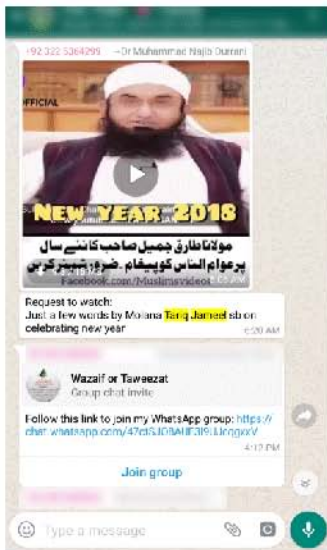 +92 322 5364299 ~Dr Muhammad Najib Durrani
OFFICIAL
NEW YEAR 2018
مولانا طارق جمیل صاحب کا نئے سال
پر عوام الناس کو پیغام ۔ ضرور شیئر کریں
Facebook.com/Muslimsvideos
Request to watch:
Just a few words by Molana Tariq Jameel sb on
celebrating new year
6:20 AM
Wazaif or Taweezat
Group chat invite
Follow this link to join my WhatsApp group: https://
chat.whatsapp.com/
4:12 PM
Join group
Type a message